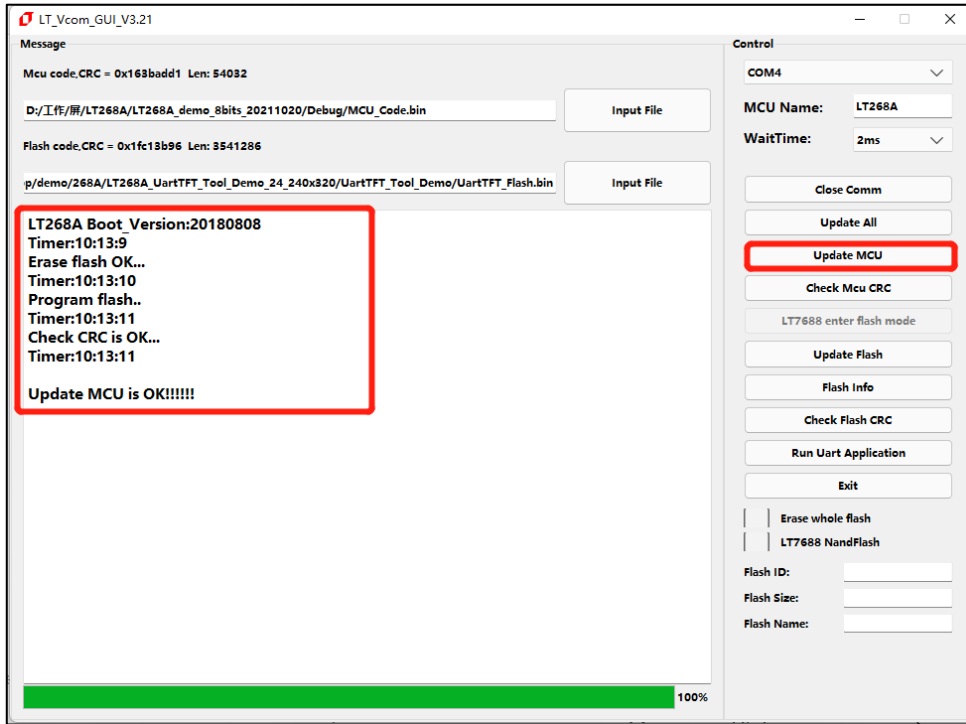 LT_Vcom_GUI_V3.21
Message
Mcu code,CRC = 0x163badd1 Len: 54032
D:/工作/屏/LT268A/LT268A_demo_8bits_20211020/Debug/MCU_Code.bin
Input File
Flash code,CRC = 0x1fc13b96 Len: 3541286
p/demo/268A/LT268A_UartTFT_Tool_Demo_24_240x320/UartTFT_Tool_Demo/UartTFT_Flash.bin
Input File
LT268A Boot_Version:20180808
Timer:10:13:9
Erase flash OK...
Timer:10:13:10
Program flash..
Timer:10:13:11
Check CRC is OK...
Timer:10:13:11
Update MCU is OK!!!!!!
100%
Control
COM4
MCU Name: LT268A
WaitTime: 2ms
Close Comm
Update All
Update MCU
Check Mcu CRC
LT7688 enter flash mode
Update Flash
Flash Info
Check Flash CRC
Run Uart Application
Exit
Erase whole flash
LT7688 NandFlash
Flash ID:
Flash Size:
Flash Name: